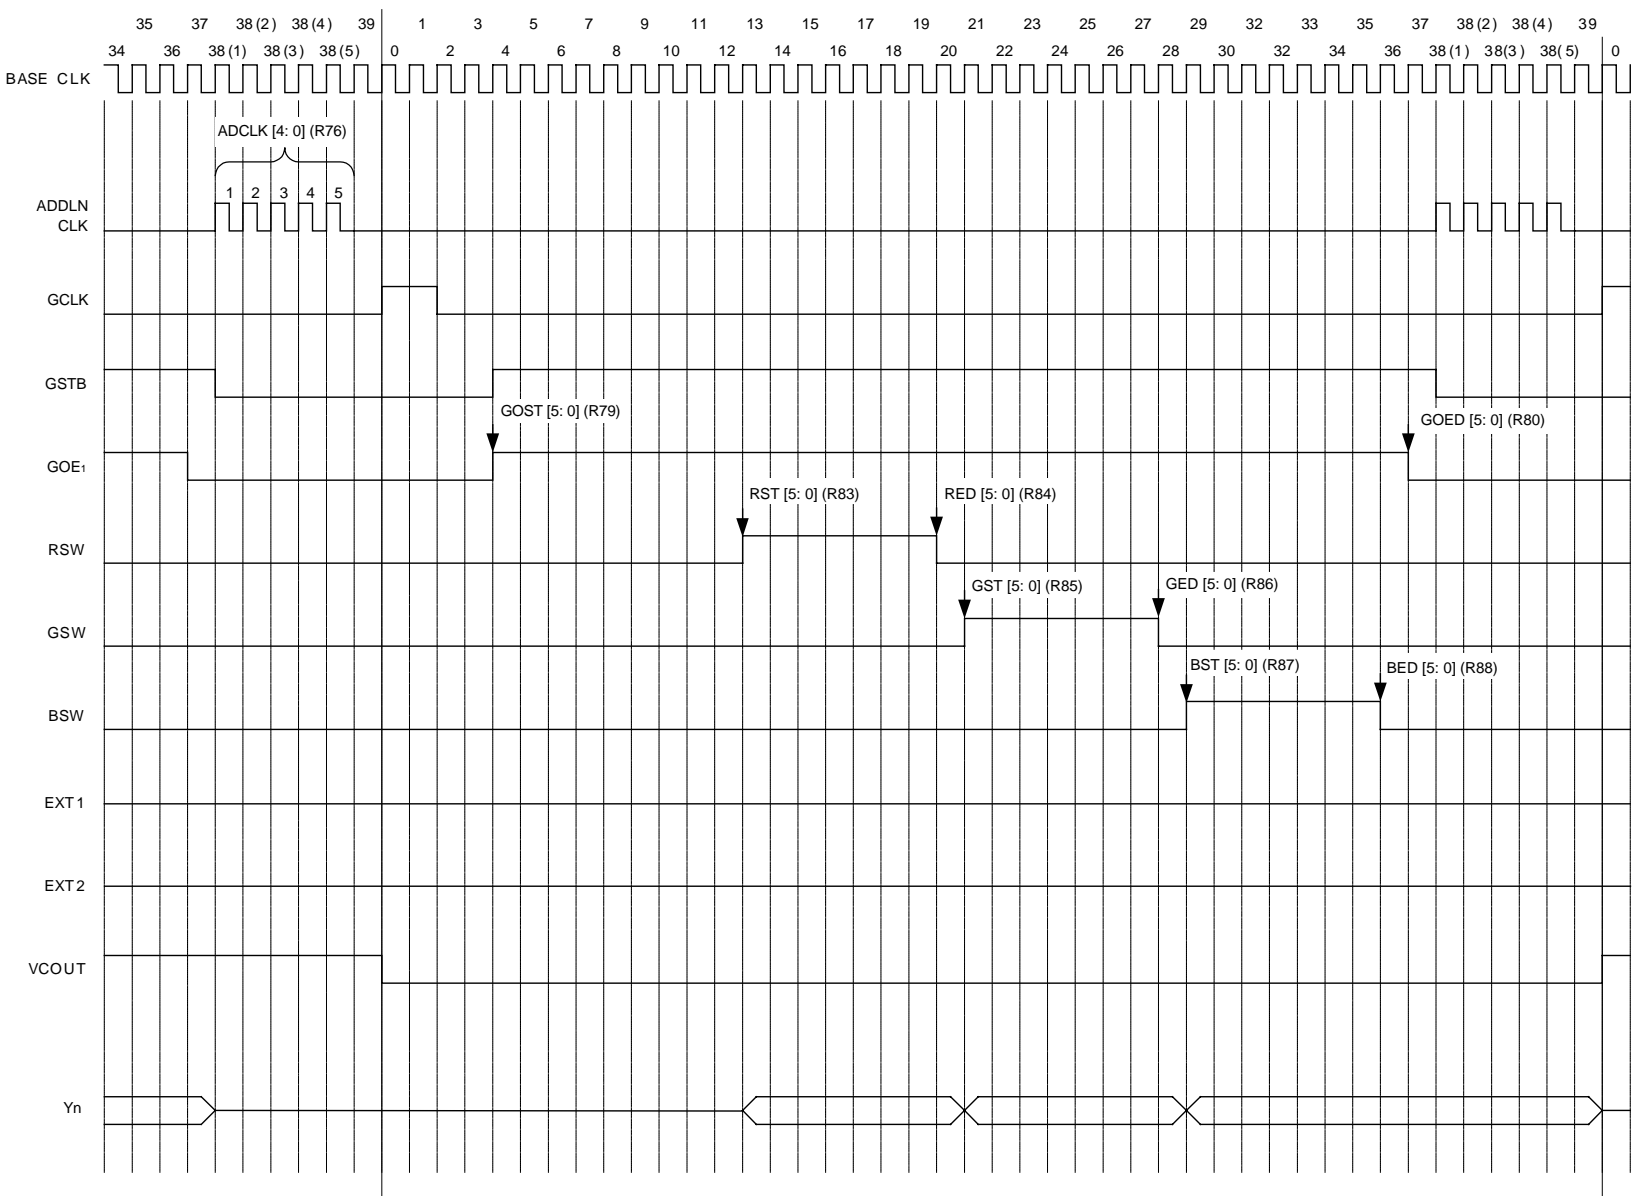 35 37 38 (2) 38 (4) 39 1 3 5 7 9 11 13 15 17 19 21 23 25 27 29 32 33 35 37 38 (2) 38 (4) 39
34 36 38 (1) 38 (3) 38 (5) 0 2 4 6 8 10 12 14 16 18 20 22 24 26 28 30 32 34 36 38 (1) 38 (3) 38 (5) 0
BASE CLK
ADCLK [4: 0] (R76)
1 2 3 4 5
ADDLN
CLK
GCLK
GSTB
GOST [5: 0] (R79)
GOED [5: 0] (R80)
GOE1
RST [5: 0] (R83) RED [5: 0] (R84)
RSW
GST [5: 0] (R85) GED [5: 0] (R86)
GSW
BST [5: 0] (R87) BED [5: 0] (R88)
BSW
EXT1
EXT2
VCOUT
Yn